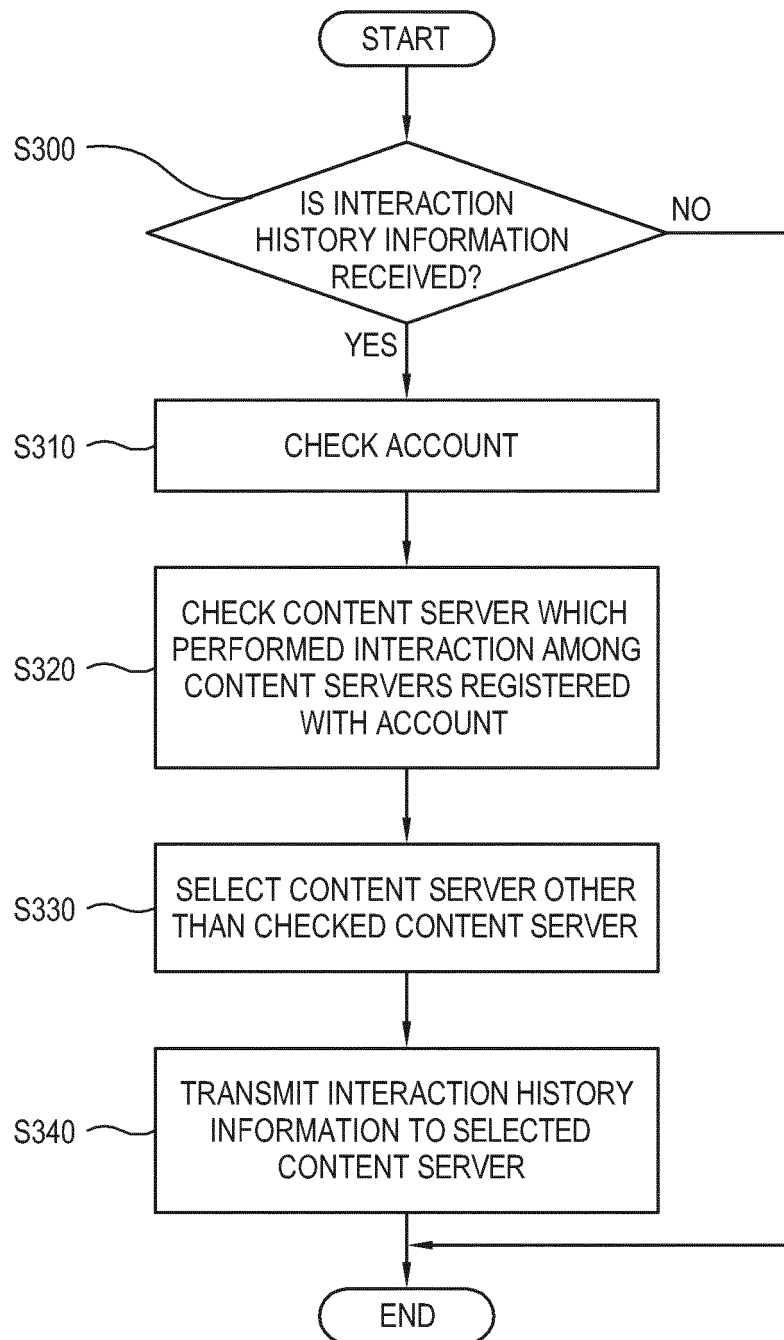 START
S300
IS INTERACTION
HISTORY INFORMATION
RECEIVED?
NO
YES
S310
CHECK ACCOUNT
S320
CHECK CONTENT SERVER WHICH
PERFORMED INTERACTION AMONG
CONTENT SERVERS REGISTERED
WITH ACCOUNT
S330
SELECT CONTENT SERVER OTHER
THAN CHECKED CONTENT SERVER
S340
TRANSMIT INTERACTION HISTORY
INFORMATION TO SELECTED
CONTENT SERVER
END